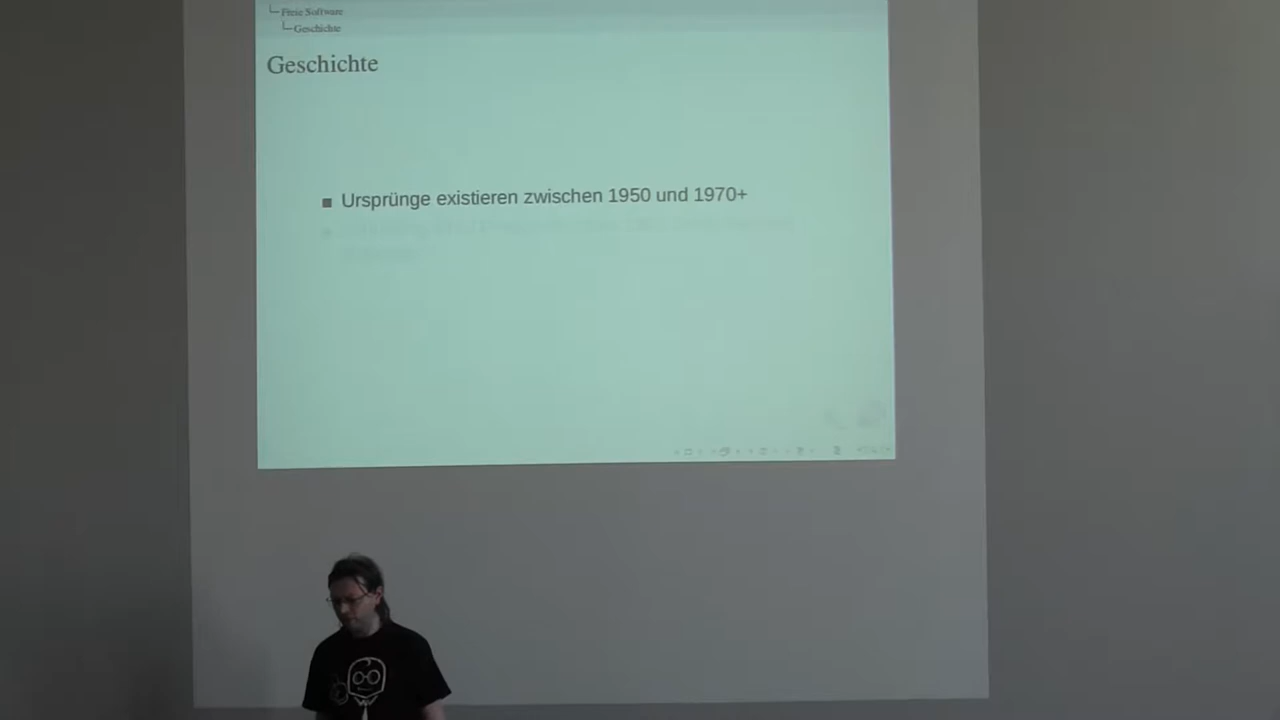 Freie Software
Geschichte
Geschichte
Ursprünge existieren zwischen 1950 und 1970+